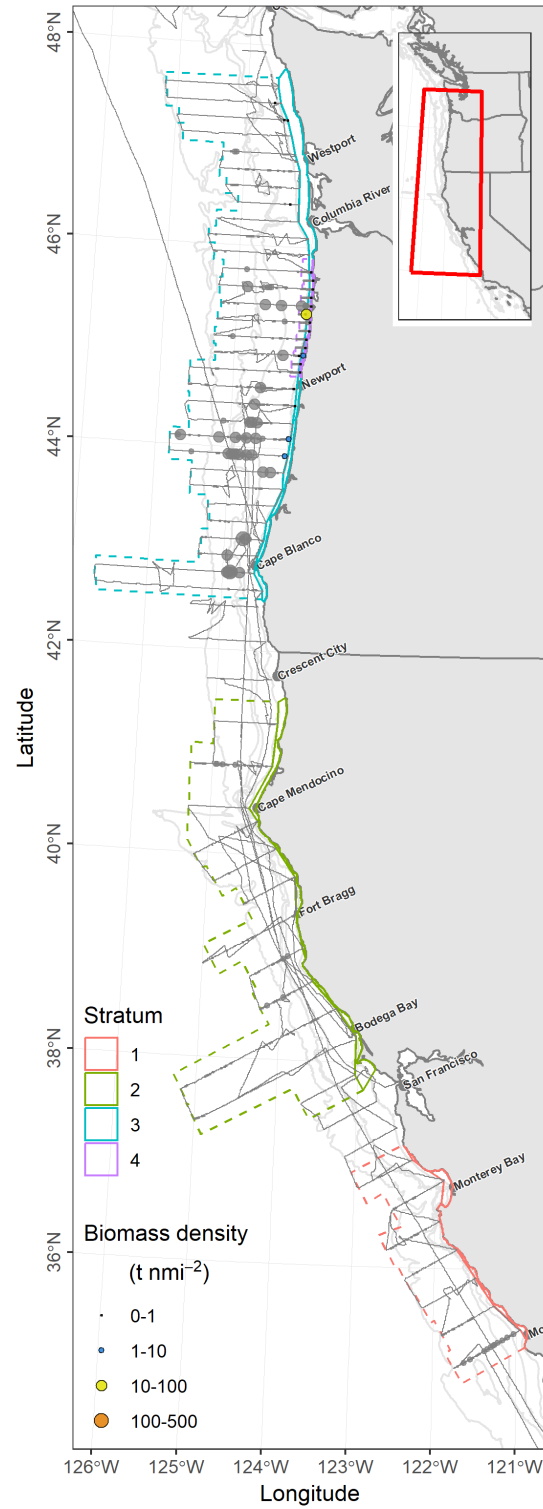 48°N
Westport
Columbia River
46°N
Newport
44°N
Cape Blanco
42°N
Crescent City
Latitude
Cape Mendocino
40°N
Fort Bragg
Stratum
1
2
3
4
Bodega Bay
38°N
San Francisco
Monterey Bay
Biomass density
(t nmi⁻²)
36°N
0-1
1-10
10-100
100-500
Mo
126°W 125°W 124°W 123°W 122°W 121°W
Longitude